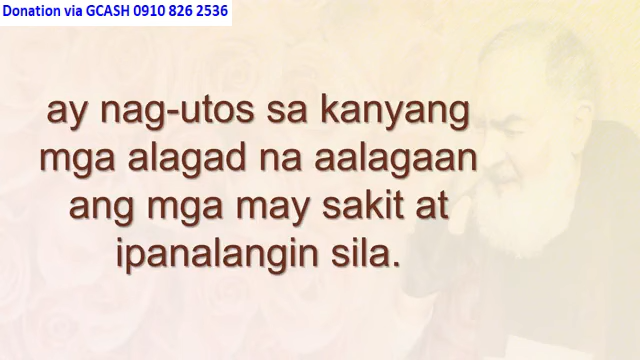 Donation via GCASH 0910 826 2536
ay nag-utos sa kanyang
mga alagad na aalagaan
ang mga may sakit at
ipanalangin sila.